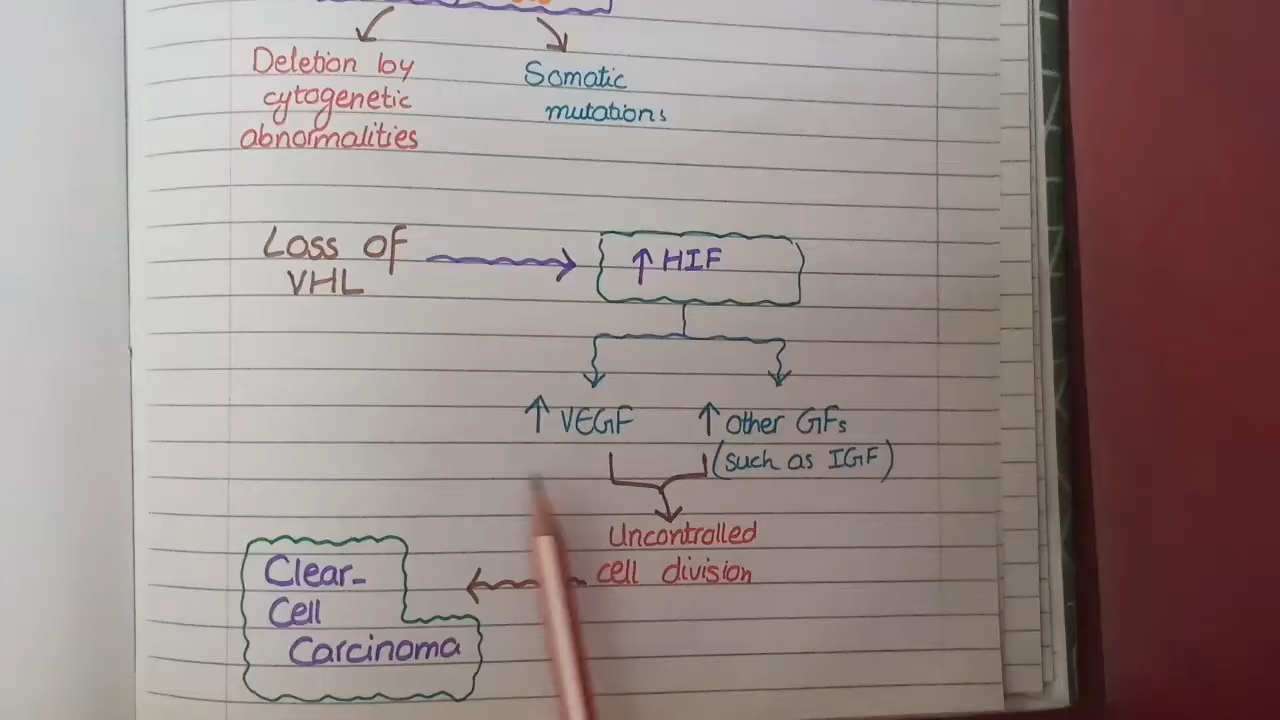 Deletion by
cytogenetic
abnormalities
Somatic
mutations
Loss of
VHL
↑ HIF
↑ VEGF
↑ other GFs
(such as IGF)
Uncontrolled
cell division
Clear-
Cell
Carcinoma